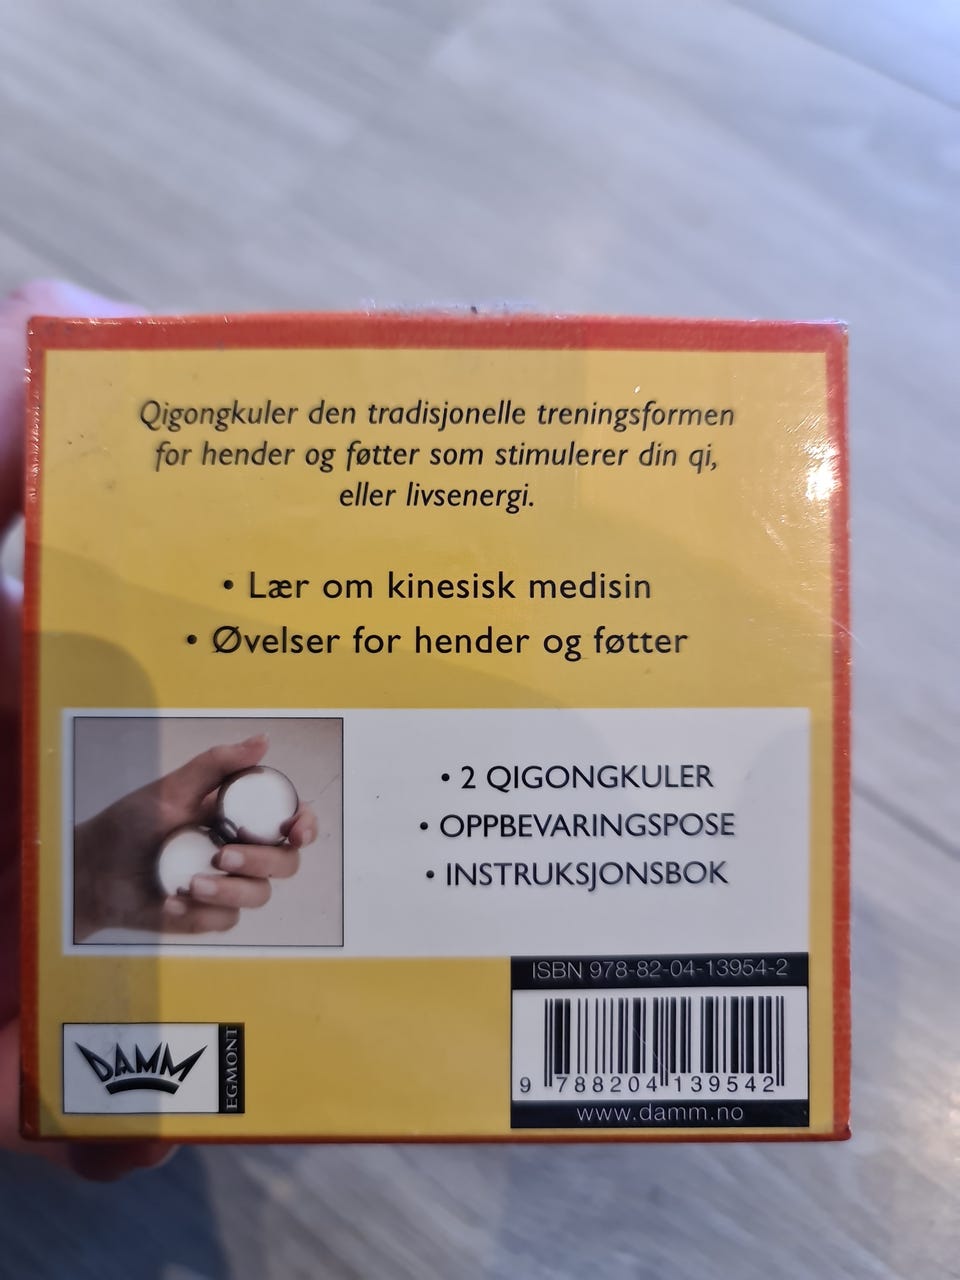 Qigongkuler den tradisjonelle treningsformen
for hender og føtter som stimulerer din qi,
eller livsenergi.
• Lær om kinesisk medisin
• Øvelser for hender og føtter
• 2 QIGONGKULER
• OPPBEVARINGSPOSE
• INSTRUKSJONSBOK
ISBN 978-82-04-13954-2
9 788204 139542
www.damm.no
DAMM
EGMONT